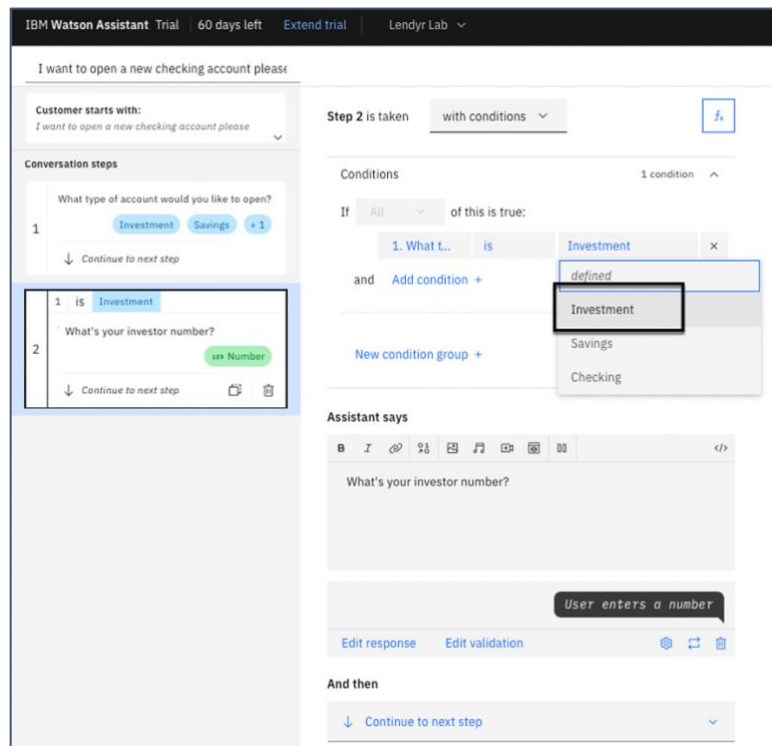 IBM Watson Assistant Trial 60 days left Extend trial Lendyr Lab
I want to open a new checking account please
Customer starts with:
I want to open a new checking account please
Conversation steps
1
What type of account would you like to open?
Investment Savings + 1
Continue to next step
2
1 is Investment
What's your investor number?
123 Number
Continue to next step
Step 2 is taken with conditions
fx
Conditions 1 condition
If All of this is true:
1. What t... is Investment ×
and Add condition +
defined
Investment
Savings
Checking
New condition group +
Assistant says
B I </>
What's your investor number?
User enters a number
Edit response Edit validation
And then
Continue to next step